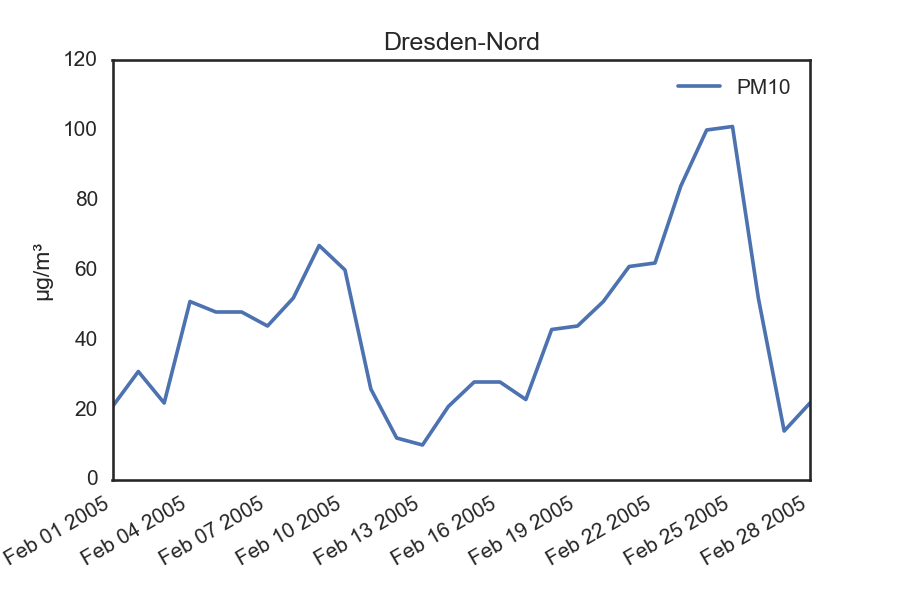 Dresden-Nord
PM10
120
100
80
60
40
20
0
µg/m³
Feb 01 2005
Feb 04 2005
Feb 07 2005
Feb 10 2005
Feb 13 2005
Feb 16 2005
Feb 19 2005
Feb 22 2005
Feb 25 2005
Feb 28 2005